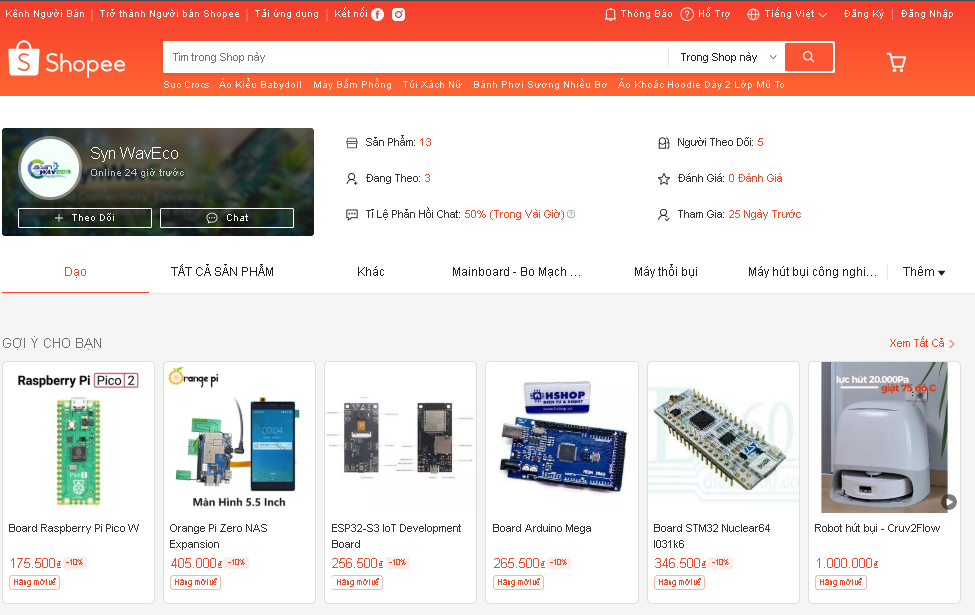 Kênh Người Bán | Trở thành Người bán Shopee | Tải ứng dụng | Kết nối
Thông Báo Hỗ Trợ Tiếng Việt Đăng Ký | Đăng Nhập
Shopee
Tìm trong Shop này
Trong Shop này
Sục Crocs Áo Kiểu Babydoll Máy Bấm Phồng Túi Xách Nữ Bánh Phơi Sương Nhiều Bơ Áo Khoác Hoodie Dày 2 Lớp Mũ To
Syn WavEco
Online 24 giờ trước
+ Theo Dõi
Chat
Sản Phẩm: 13
Người Theo Dõi: 5
Đang Theo: 3
Đánh Giá: 0 Đánh Giá
Tỉ Lệ Phản Hồi Chat: 50% (Trong Vài Giờ)
Tham Gia: 25 Ngày Trước
Dạo
TẤT CẢ SẢN PHẨM
Khác
Mainboard - Bo Mạch ...
Máy thổi bụi
Máy hút bụi công nghi...
Thêm
GỢI Ý CHO BẠN
Xem Tất Cả
Raspberry Pi Pico 2
Board Raspberry Pi Pico W
175.500₫ -10%
Hàng mới về
Orange pi
Màn Hình 5.5 Inch
Orange Pi Zero NAS
Expansion
405.000₫ -10%
Hàng mới về
ESP32-S3 IoT Development
Board
256.500₫ -10%
Hàng mới về
HSHOP
ĐIỆN TỬ & ROBOT
www.hshop.vn
Board Arduino Mega
265.500₫ -10%
Hàng mới về
Board STM32 Nuclear64
l031k6
346.500₫ -10%
Hàng mới về
lực hút 20.000Pa
giặt 75 độ C
Robot hút bụi - Cruv2Flow
1.000.000₫
Hàng mới về